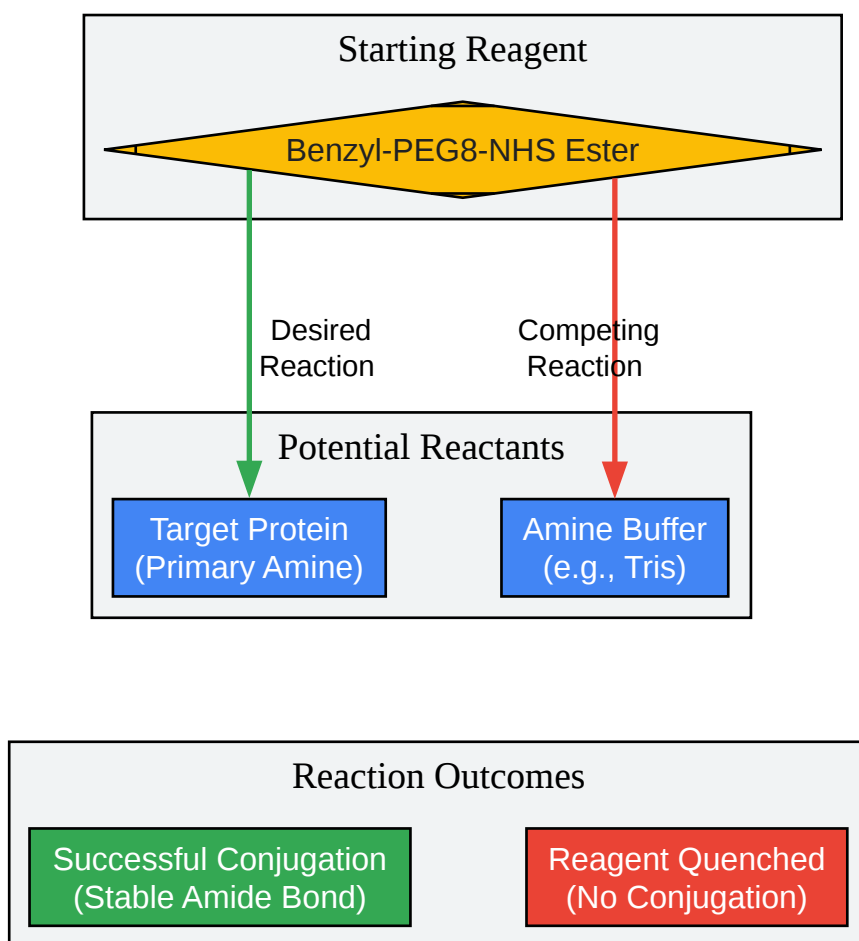 Starting Reagent
Benzyl-PEG8-NHS Ester
Desired
Reaction
Competing
Reaction
Potential Reactants
Target Protein
(Primary Amine)
Amine Buffer
(e.g., Tris)
Reaction Outcomes
Successful Conjugation
(Stable Amide Bond)
Reagent Quenched
(No Conjugation)